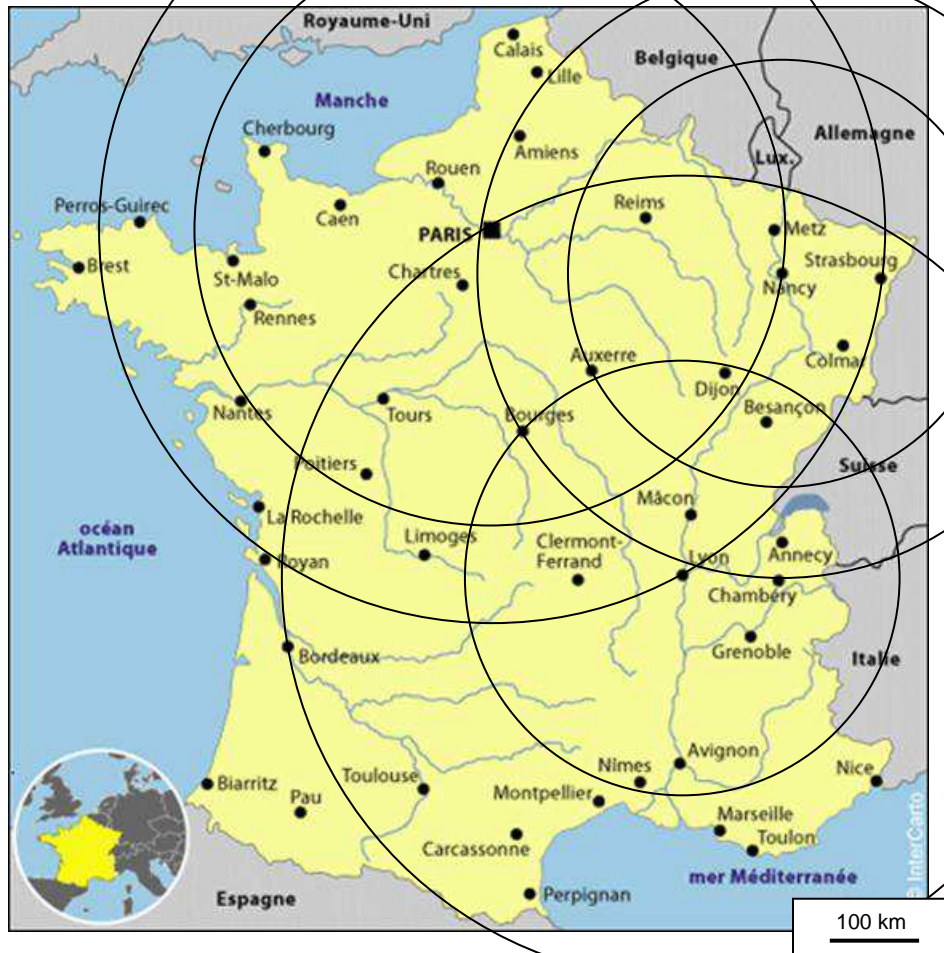 Royaume-Uni
Calais
Belgique
Lille
Manche
Cherbourg
Allemagne
Amiens
Lux.
Rouen
Reims
Perros-Guirec
Caen
PARIS
Metz
Strasbourg
Brest
St-Malo
Chartres
Nancy
Rennes
Auxerre
Colmar
Dijon
Nantes
Tours
Bourges
Besançon
Poitiers
Suisse
Mâcon
La Rochelle
océan
Atlantique
Limoges
Clermont-
Ferrand
Annecy
Royan
Lyon
Chambéry
Grenoble
Bordeaux
Italie
Avignon
Biarritz
Toulouse
Nîmes
Nice
Pau
Montpellier
Marseille
Toulon
Carcassonne
mer Méditerranée
Espagne
Perpignan
© InterCarto
100 km